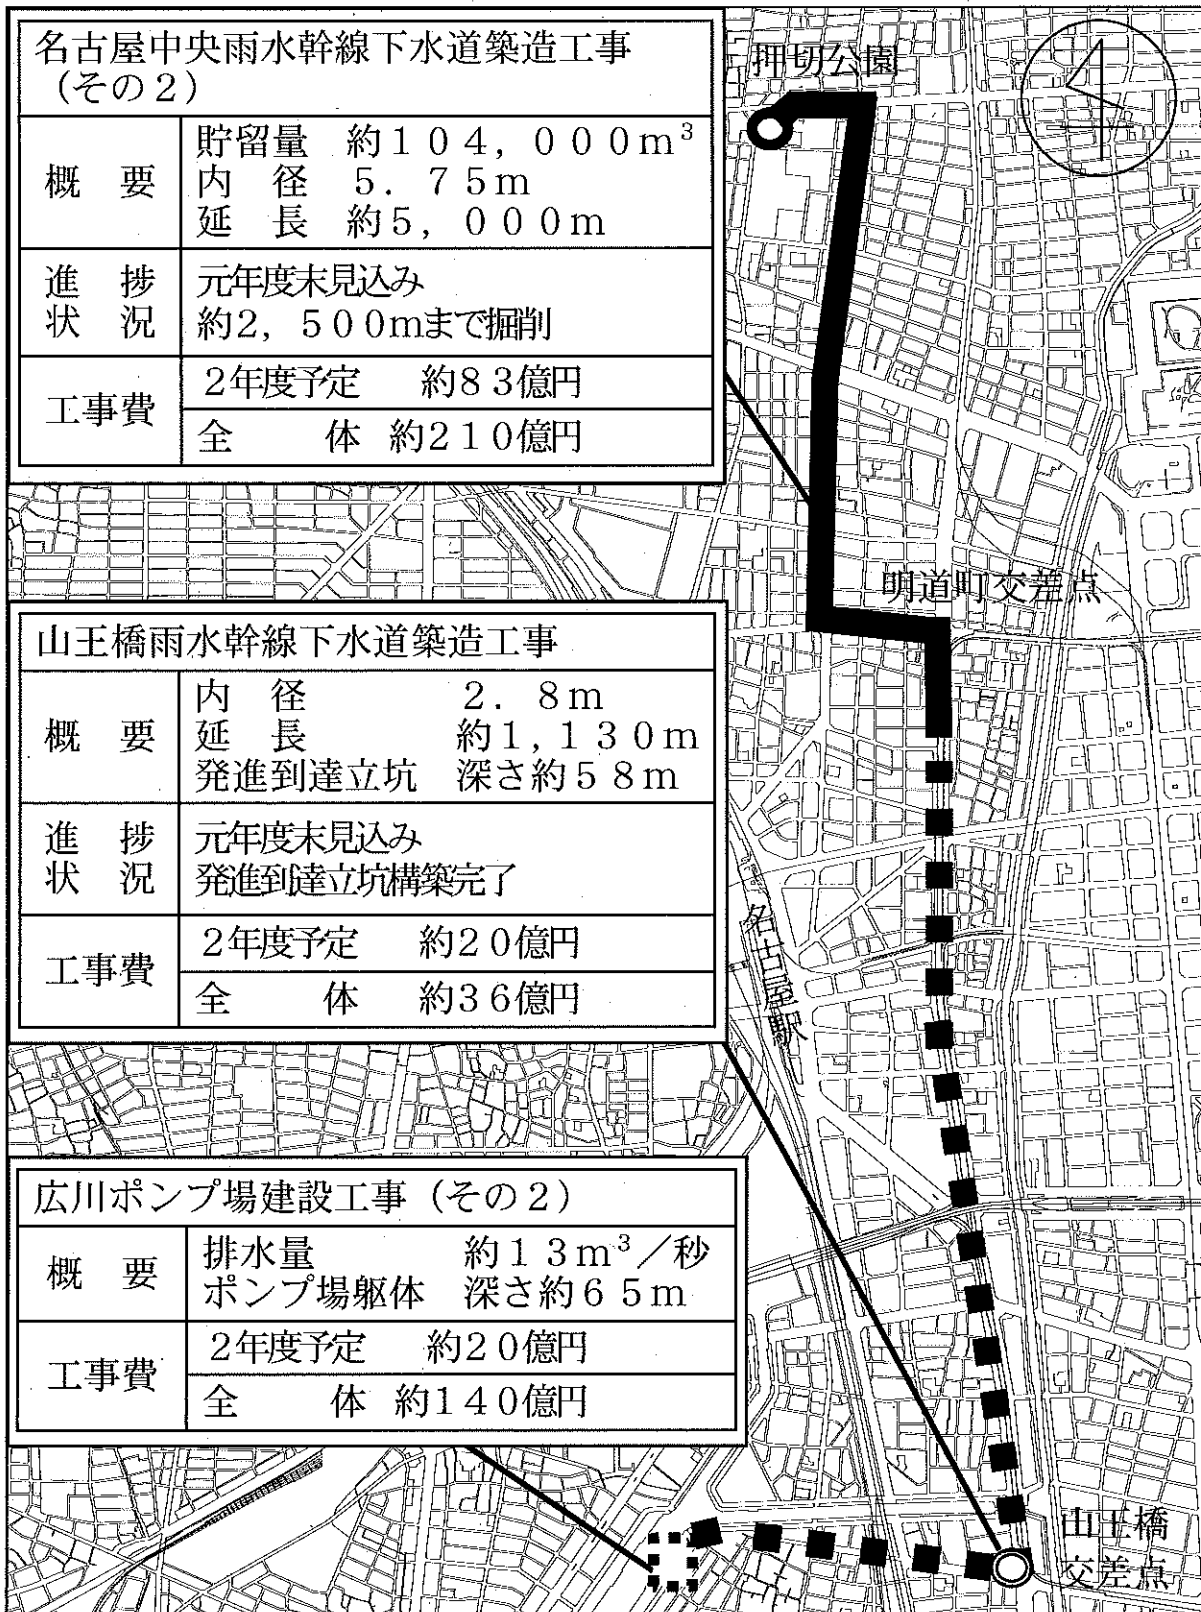 名古屋中央雨水幹線下水道築造工事
（その２）
概　要
貯留量　約１０４，０００m³
内　径　５．７５m
延　長　約５，０００m
進　捗
状　況
元年度末見込み
約２，５００mまで掘削
工事費
２年度予定　約８３億円
全　体　約２１０億円
山王橋雨水幹線下水道築造工事
概　要
内　径　２．８m
延　長　約１,１３０m
発進到達立坑　深さ約５８m
進　捗
状　況
元年度末見込み
発進到達立坑構築完了
工事費
２年度予定　約２０億円
全　体　約３６億円
広川ポンプ場建設工事（その２）
概　要
排水量　約１３m³／秒
ポンプ場躯体　深さ約６５m
工事費
２年度予定　約２０億円
全　体　約１４０億円
押切公園
明道町交差点
名古屋駅
山王橋
交差点